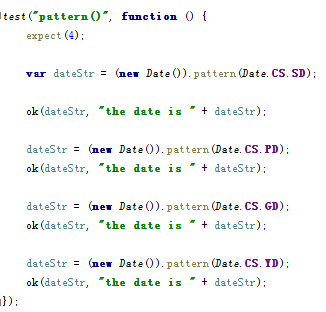 test("pattern()", function () {
expect(4);
var dateStr = (new Date()).pattern(Date.CS.SD);
ok(dateStr, "the date is " + dateStr);
dateStr = (new Date()).pattern(Date.CS.PD);
ok(dateStr, "the date is " + dateStr);
dateStr = (new Date()).pattern(Date.CS.GD);
ok(dateStr, "the date is " + dateStr);
dateStr = (new Date()).pattern(Date.CS.YD);
ok(dateStr, "the date is " + dateStr);
});